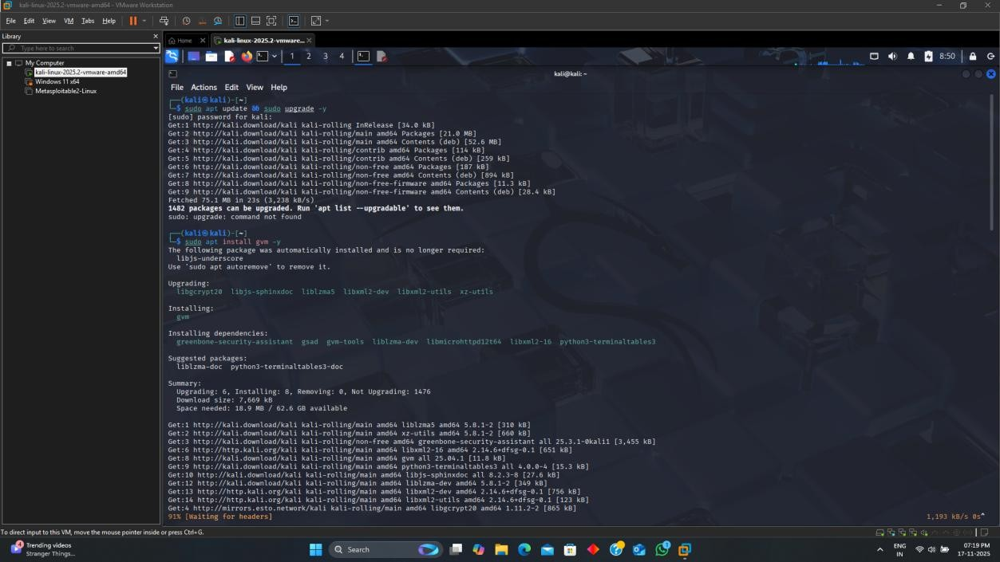 kali-linux-2025.2-vmware-amd64 - VMware Workstation
File Edit View VM Tabs Help
Library
Type here to search
My Computer
kali-linux-2025.2-vmware-amd64
Windows 11 x64
Metasploitable2-Linux
Home
kali-linux-2025.2-vmware...
1 2 3 4
8:50
kali@kali: ~
File Actions Edit View Help
┌──(kali㉿kali)-[~]
└─$ sudo apt update && sudo upgrade -y
[sudo] password for kali:
Get:1 http://kali.download/kali kali-rolling InRelease [34.0 kB]
Get:2 http://kali.download/kali kali-rolling/main amd64 Packages [21.0 MB]
Get:3 http://kali.download/kali kali-rolling/main amd64 Contents (deb) [52.6 MB]
Get:4 http://kali.download/kali kali-rolling/contrib amd64 Packages [114 kB]
Get:5 http://kali.download/kali kali-rolling/contrib amd64 Contents (deb) [259 kB]
Get:6 http://kali.download/kali kali-rolling/non-free amd64 Packages [187 kB]
Get:7 http://kali.download/kali kali-rolling/non-free amd64 Contents (deb) [894 kB]
Get:8 http://kali.download/kali kali-rolling/non-free-firmware amd64 Packages [11.3 kB]
Get:9 http://kali.download/kali kali-rolling/non-free-firmware amd64 Contents (deb) [28.4 kB]
Fetched 75.1 MB in 23s (3,238 kB/s)
1482 packages can be upgraded. Run 'apt list --upgradable' to see them.
sudo: upgrade: command not found
┌──(kali㉿kali)-[~]
└─$ sudo apt install gvm -y
The following package was automatically installed and is no longer required:
libjs-underscore
Use 'sudo apt autoremove' to remove it.
Upgrading:
libgcrypt20 libjs-sphinxdoc liblzma5 libxml2-dev libxml2-utils xz-utils
Installing:
gvm
Installing dependencies:
greenbone-security-assistant gsad gvm-tools liblzma-dev libmicrohttpd12t64 libxml2-16 python3-terminaltables3
Suggested packages:
liblzma-doc python3-terminaltables3-doc
Summary:
Upgrading: 6, Installing: 8, Removing: 0, Not Upgrading: 1476
Download size: 7,669 kB
Space needed: 18.9 MB / 62.6 GB available
Get:1 http://kali.download/kali kali-rolling/main amd64 liblzma5 amd64 5.8.1-2 [310 kB]
Get:2 http://kali.download/kali kali-rolling/main amd64 xz-utils amd64 5.8.1-2 [660 kB]
Get:3 http://kali.download/kali kali-rolling/non-free amd64 greenbone-security-assistant all 25.3.1-0kali1 [3,455 kB]
Get:6 http://http.kali.org/kali kali-rolling/main amd64 libxml2-16 amd64 2.14.6+dfsg-0.1 [651 kB]
Get:8 http://kali.download/kali kali-rolling/main amd64 gvm all 25.04.1 [11.8 kB]
Get:9 http://kali.download/kali kali-rolling/main amd64 python3-terminaltables3 all 4.0.0-4 [15.3 kB]
Get:10 http://kali.download/kali kali-rolling/main amd64 libjs-sphinxdoc all 8.2.3-8 [27.6 kB]
Get:12 http://kali.download/kali kali-rolling/main amd64 liblzma-dev amd64 5.8.1-2 [349 kB]
Get:13 http://http.kali.org/kali kali-rolling/main amd64 libxml2-dev amd64 2.14.6+dfsg-0.1 [756 kB]
Get:14 http://http.kali.org/kali kali-rolling/main amd64 libxml2-utils amd64 2.14.6+dfsg-0.1 [123 kB]
Get:4 http://mirrors.esto.network/kali kali-rolling/main amd64 libgcrypt20 amd64 1.11.2-2 [865 kB]
91% [Waiting for headers] 1,193 kB/s 0s^
To direct input to this VM, move the mouse pointer inside or press Ctrl+G.
4
Trending videos
Stranger Things...
Search
1
ENG
IN
07:19 PM
17-11-2025